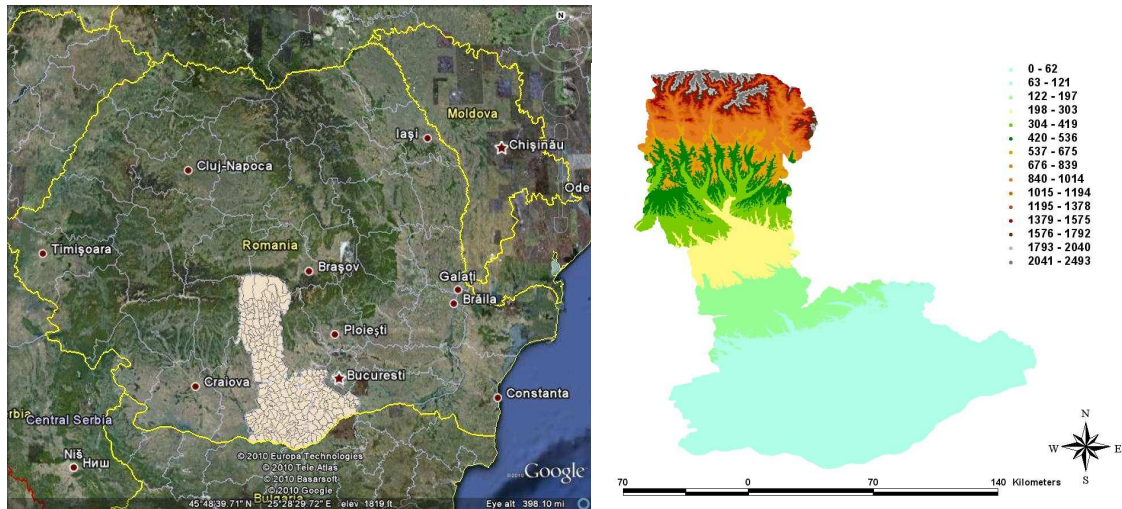 N
Moldova
Iaşi
Chişinău
Cluj-Napoca
Ode
Timişoara
Romania
Braşov
Galaţi
Brăila
Ploieşti
Craiova
Bucuresti
Constanta
Central Serbia
Niš
Ниш
© 2010 Europa Technologies
© 2010 Tele Atlas
© 2010 Basarsoft
© 2010 Google
©2010 Google
Bulgaria
45°48'39.71" N 25°28'29.72" E elev 1819 ft
Eye alt 398.10 mi
0 - 62
63 - 121
122 - 197
198 - 303
304 - 419
420 - 536
537 - 675
676 - 839
840 - 1014
1015 - 1194
1195 - 1378
1379 - 1575
1576 - 1792
1793 - 2040
2041 - 2493
N
W E
S
70 0 70 140 Kilometers